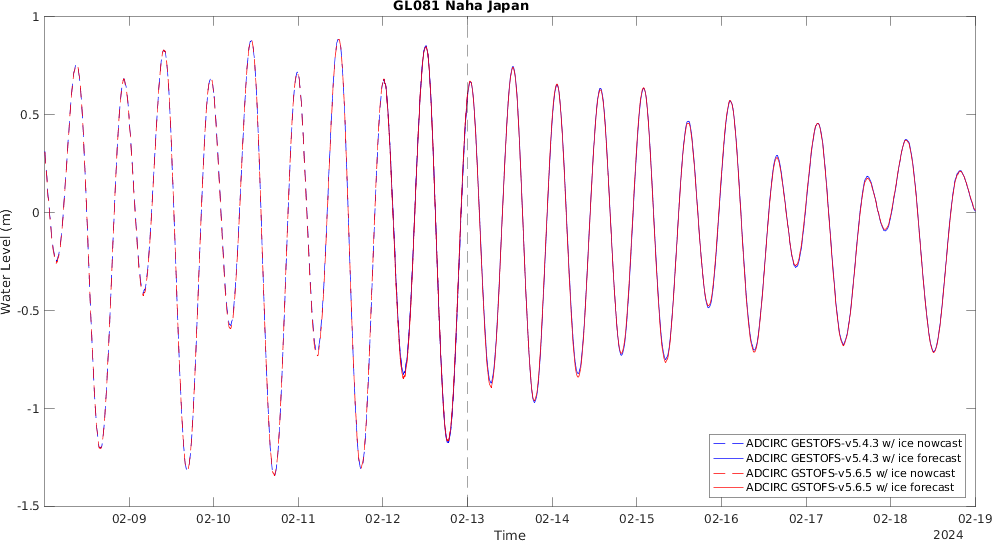 GL081 Naha Japan
1
0.5
0
-0.5
-1
-1.5
Water Level (m)
ADCIRC GESTOFS-v5.4.3 w/ ice nowcast
ADCIRC GESTOFS-v5.4.3 w/ ice forecast
ADCIRC GSTOFS-v5.6.5 w/ ice nowcast
ADCIRC GSTOFS-v5.6.5 w/ ice forecast
02-09 02-10 02-11 02-12 02-13 02-14 02-15 02-16 02-17 02-18 02-19
Time
2024